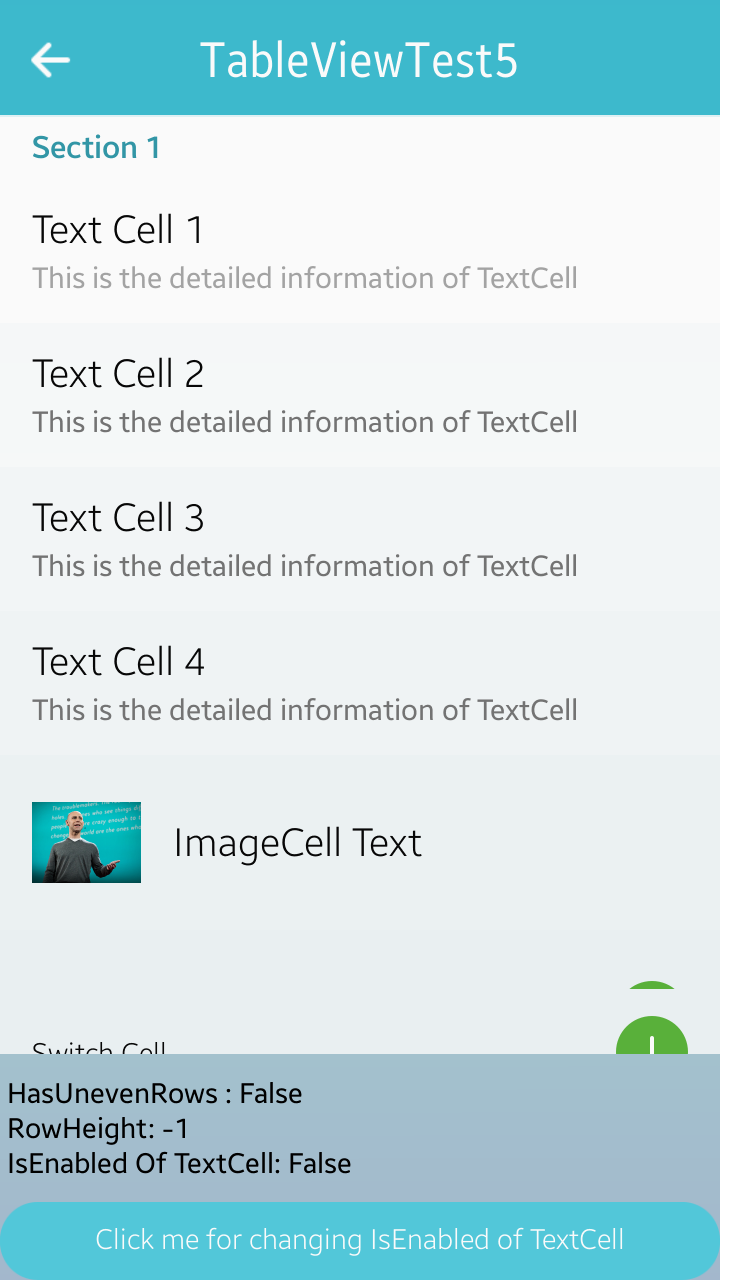 TableViewTest5
Section 1
Text Cell 1
This is the detailed information of TextCell
Text Cell 2
This is the detailed information of TextCell
Text Cell 3
This is the detailed information of TextCell
Text Cell 4
This is the detailed information of TextCell
ImageCell Text
Switch Cell
HasUnevenRows : False
RowHeight: -1
IsEnabled Of TextCell: False
Click me for changing IsEnabled of TextCell